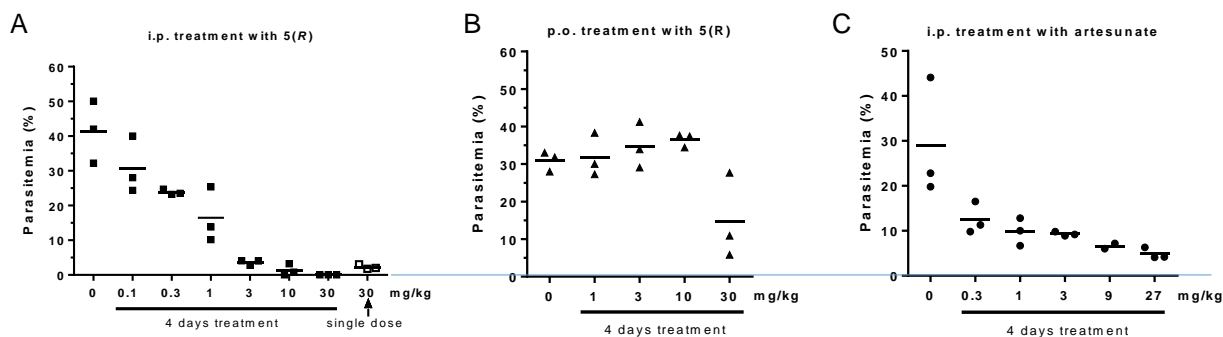 A
i.p. treatment with 5(R)
Parasitemia (%)
60
50
40
30
20
10
0
0 0.1 0.3 1 3 10 30 30 mg/kg
4 days treatment
single dose
B
p.o. treatment with 5(R)
Parasitemia (%)
60
50
40
30
20
10
0
0 1 3 10 30 mg/kg
4 days treatment
C
i.p. treatment with artesunate
Parasitemia (%)
50
40
30
20
10
0
0 0.3 1 3 9 27 mg/kg
4 days treatment